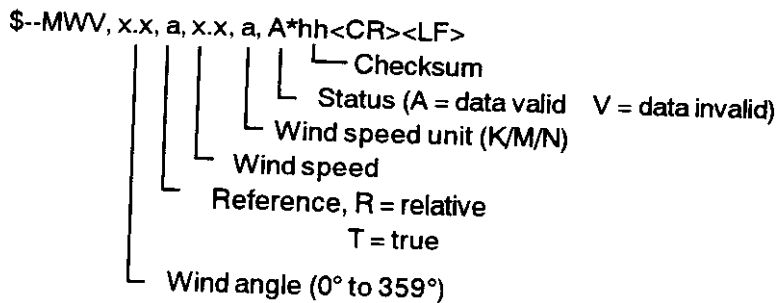 $--MWV, x.x, a, x.x, a, A*hh<CR><LF>
Checksum
Status (A = data valid V = data invalid)
Wind speed unit (K/M/N)
Wind speed
Reference, R = relative
T = true
Wind angle (0° to 359°)